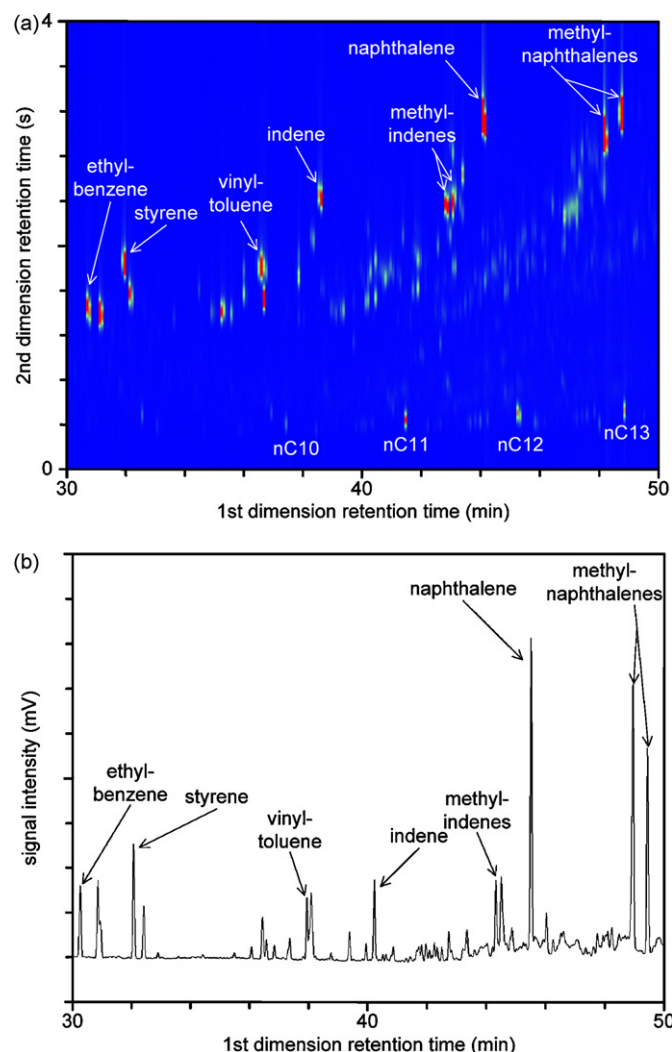 (a)
4
naphthalene
methyl-
naphthalenes
methyl-
indenes
indene
ethyl-
benzene
vinyl-
toluene
styrene
2nd dimension retention time (s)
nC10
nC11
nC12
nC13
0
30
40
50
1st dimension retention time (min)
(b)
naphthalene
methyl-
naphthalenes
ethyl-
benzene
styrene
vinyl-
toluene
indene
methyl-
indenes
signal intensity (mV)
30
40
50
1st dimension retention time (min)